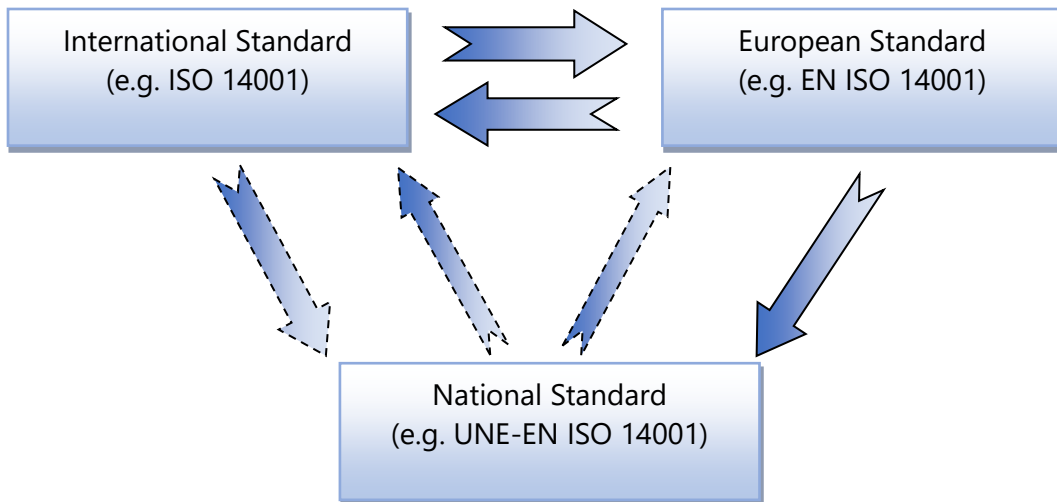 International Standard
(e.g. ISO 14001)
European Standard
(e.g. EN ISO 14001)
National Standard
(e.g. UNE-EN ISO 14001)